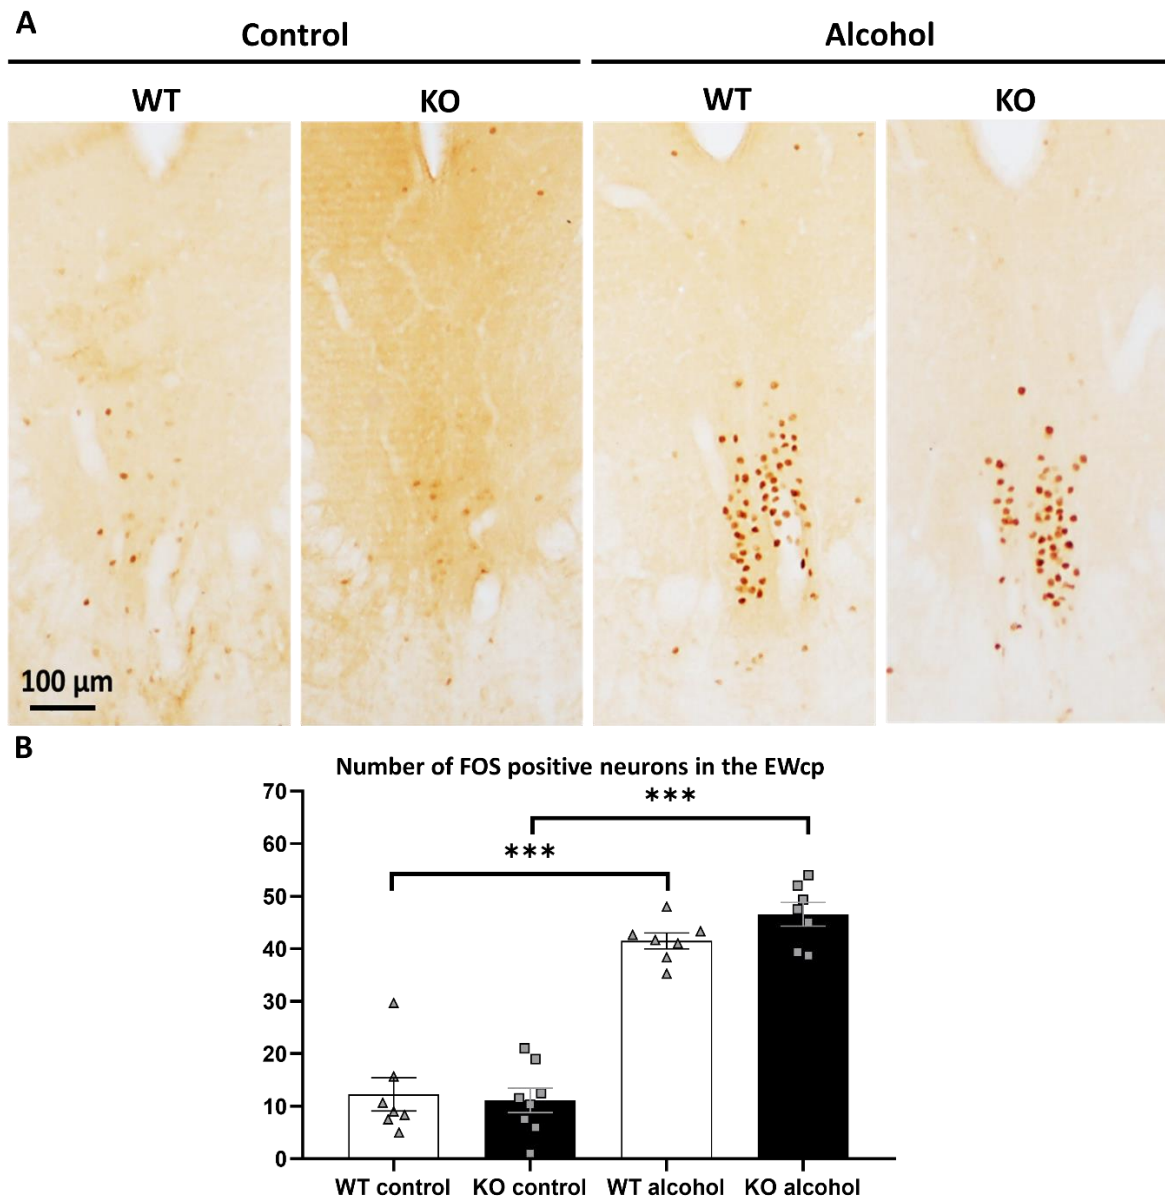 A
Control
Alcohol
WT
KO
WT
KO
100 µm
B
Number of FOS positive neurons in the EWcp
70
60
50
40
30
20
10
0
***
***
WT control
KO control
WT alcohol
KO alcohol